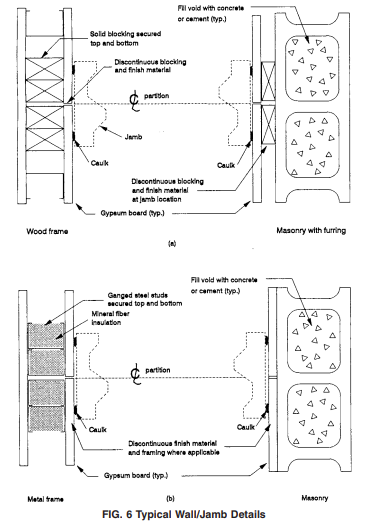 Fill void with concrete
or cement (typ.)
Solid blocking secured
top and bottom
Discontinuous blocking
and finish material
℄ partition
Jamb
Caulk
Caulk
Discontinuous blocking
and finish material
at jamb location
Gypsum board (typ.)
Wood frame
Masonry with furring
(a)
Fill void with concrete
or cement (typ.)
Ganged steel studs
secured top and bottom
Mineral fiber
insulation
℄ partition
Caulk
Caulk
Discontinuous finish material
and framing where applicable
Gypsum board (typ.)
Metal frame
(b)
Masonry
FIG. 6 Typical Wall/Jamb Details